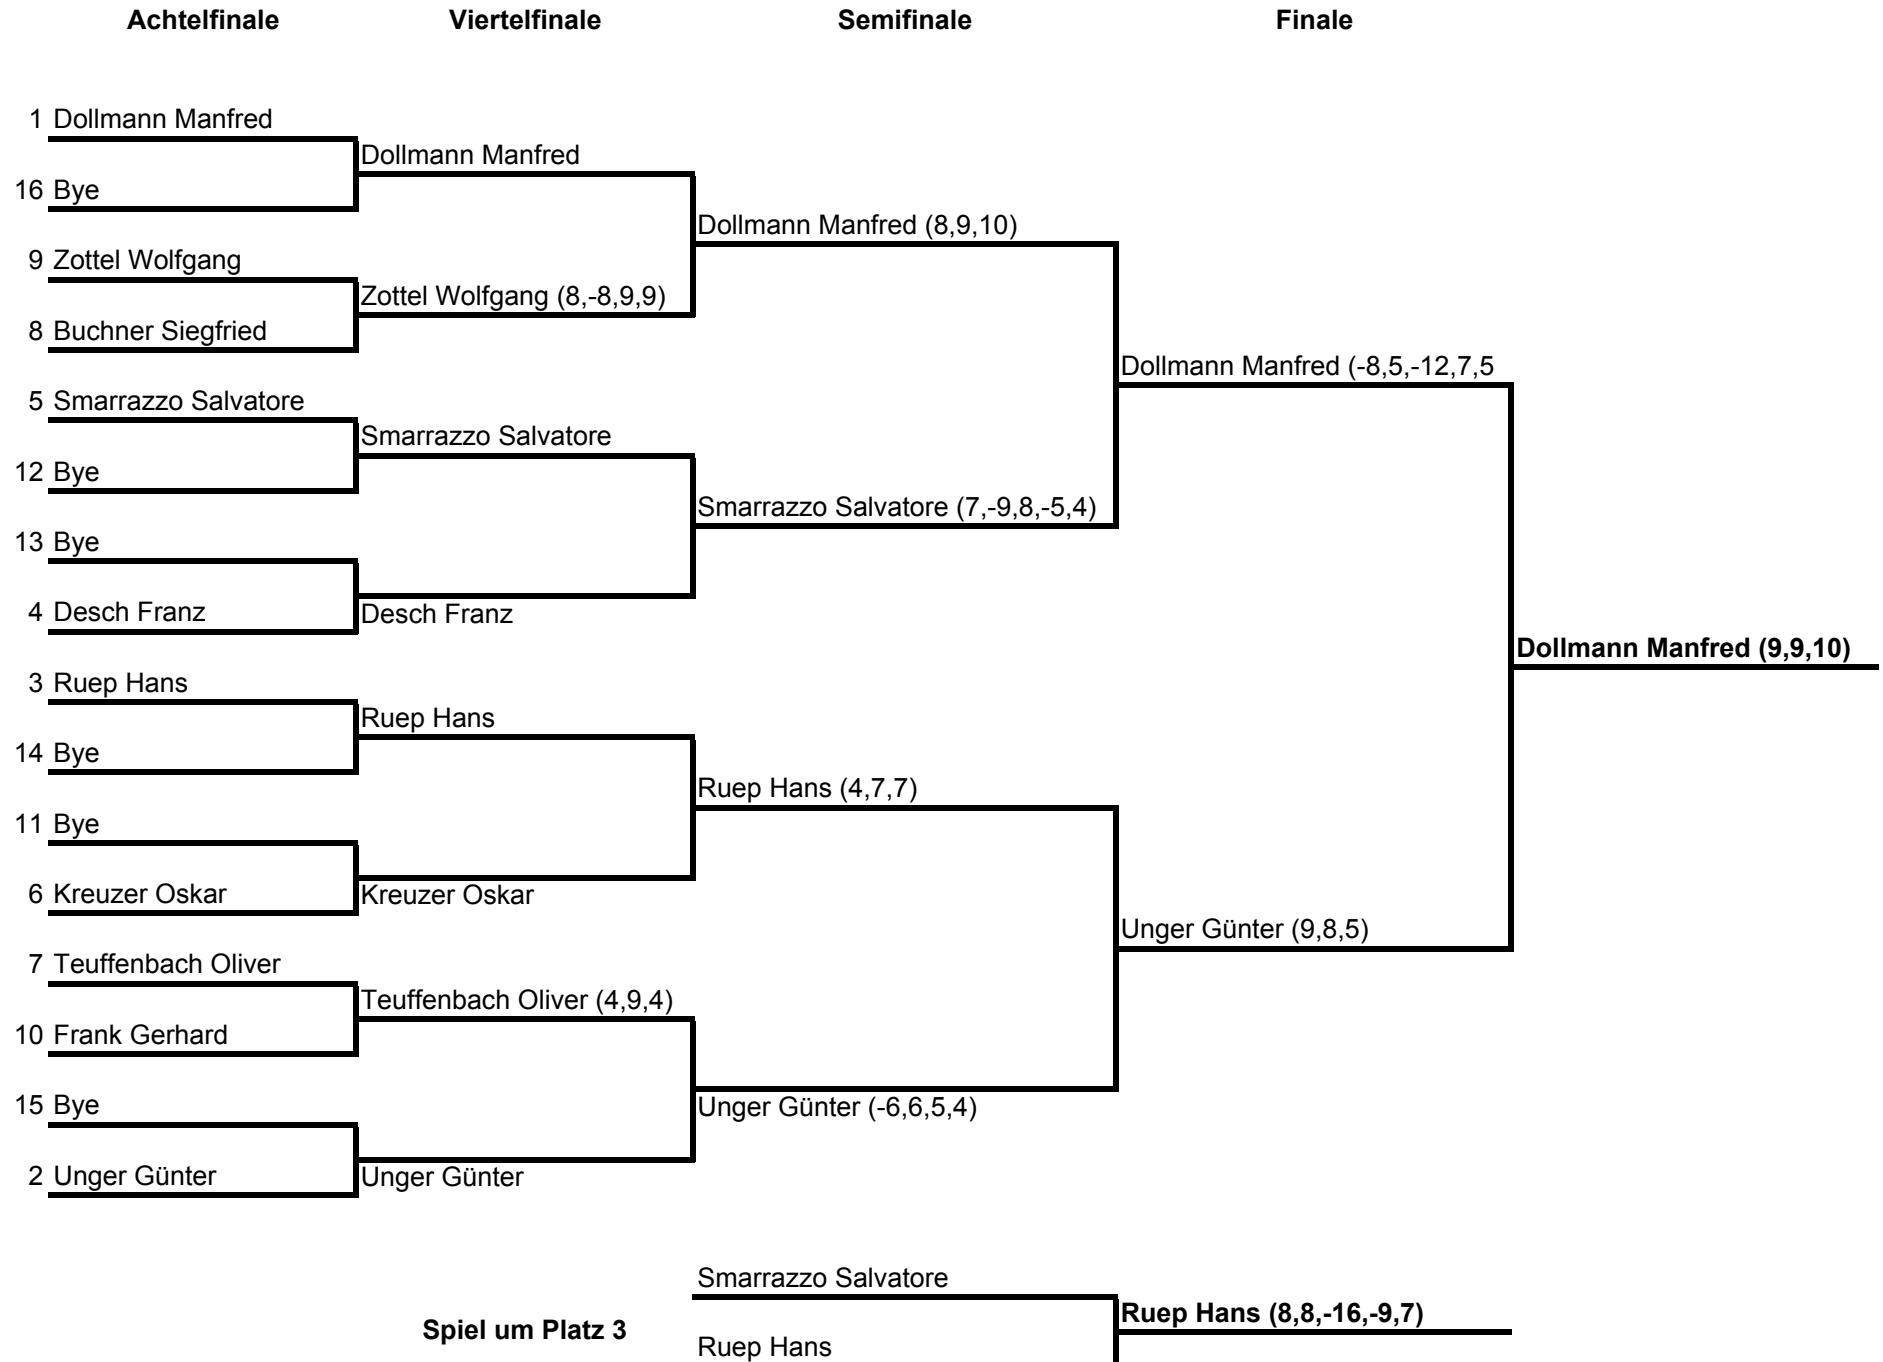 Achtelfinale Viertelfinale Semifinale Finale
1 Dollmann Manfred
Dollmann Manfred
16 Bye
Dollmann Manfred (8,9,10)
9 Zottel Wolfgang
Zottel Wolfgang (8,-8,9,9)
8 Buchner Siegfried
Dollmann Manfred (-8,5,-12,7,5
5 Smarrazzo Salvatore
Smarrazzo Salvatore
12 Bye
Smarrazzo Salvatore (7,-9,8,-5,4)
13 Bye
4 Desch Franz
Desch Franz
Dollmann Manfred (9,9,10)
3 Ruep Hans
Ruep Hans
14 Bye
Ruep Hans (4,7,7)
11 Bye
6 Kreuzer Oskar
Kreuzer Oskar
Unger Günter (9,8,5)
7 Teuffenbach Oliver
Teuffenbach Oliver (4,9,4)
10 Frank Gerhard
15 Bye
Unger Günter (-6,6,5,4)
2 Unger Günter
Unger Günter
Smarrazzo Salvatore
Ruep Hans (8,8,-16,-9,7)
Spiel um Platz 3
Ruep Hans